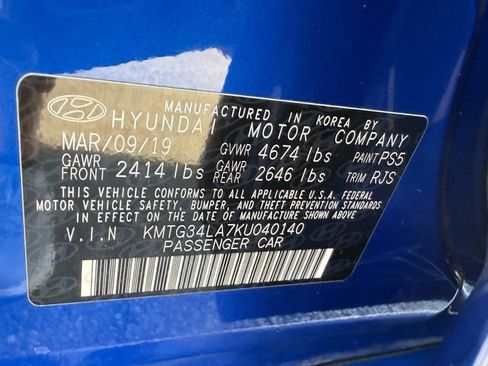 MANUFACTURED IN KOREA BY
HYUNDAI MOTOR COMPANY
MAR/09/19 GVWR 4674 lbs PAINT PS5
GAWR FRONT 2414 lbs GAWR REAR 2646 lbs TRIM RJS
THIS VEHICLE CONFORMS TO ALL APPLICABLE U.S.A. FEDERAL
MOTOR VEHICLE SAFETY, BUMPER, AND THEFT PREVENTION STANDARDS
IN EFFECT ON THE DATE OF MANUFACTURE SHOWN ABOVE.
V.I.N KMTG34LA7KU040140
PASSENGER CAR